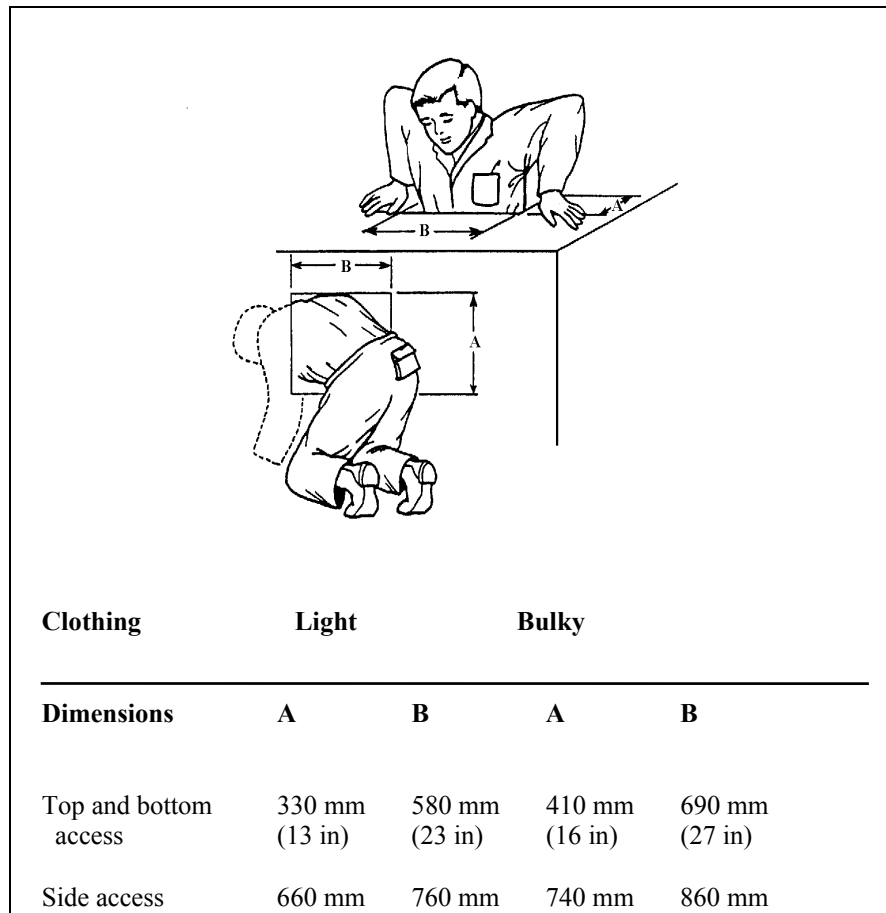 A
B
B
A
Clothing Light Bulky
Dimensions A B A B
Top and bottom 330 mm 580 mm 410 mm 690 mm
access (13 in) (23 in) (16 in) (27 in)
Side access 660 mm 760 mm 740 mm 860 mm